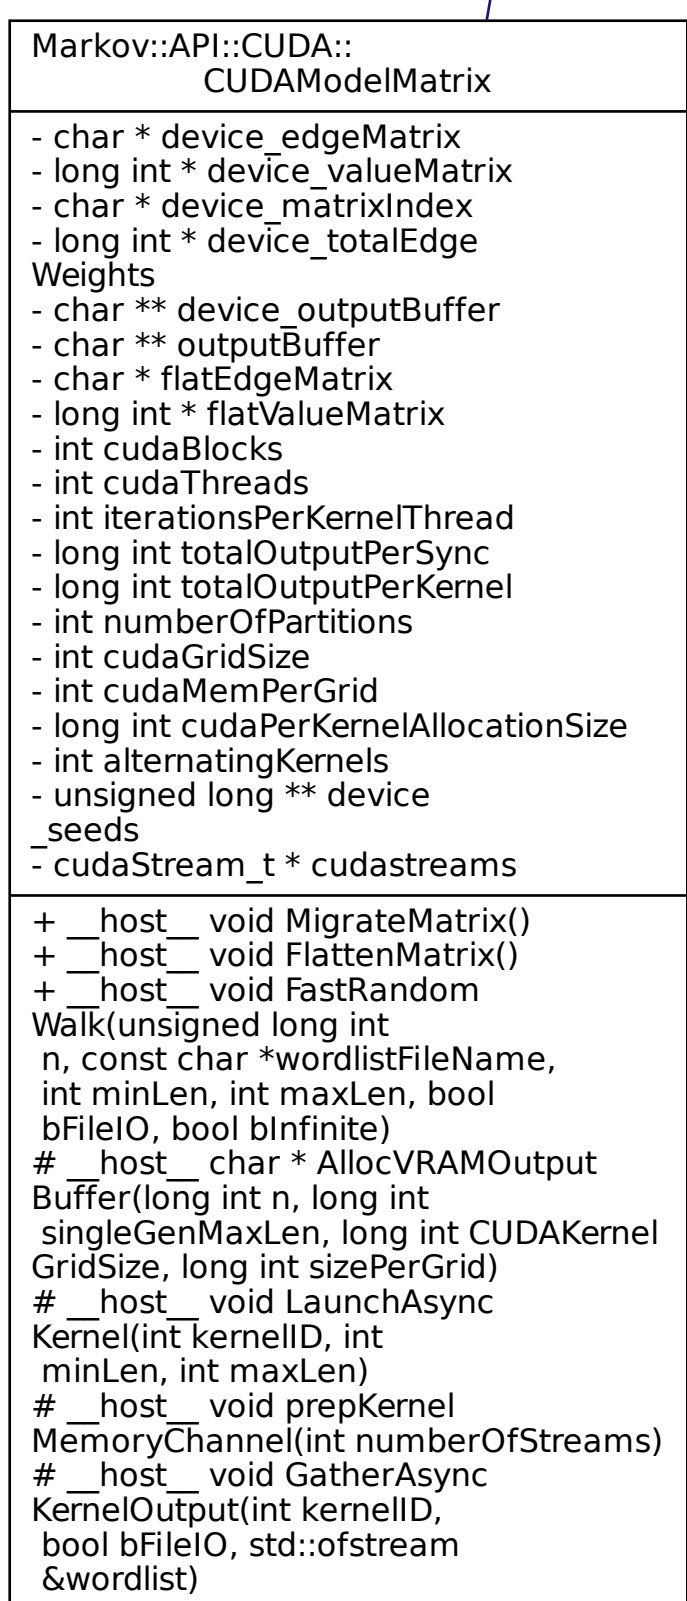 Markov::API::CUDA::
CUDAModelMatrix
- char * device_edgeMatrix
- long int * device_valueMatrix
- char * device_matrixIndex
- long int * device_totalEdge
Weights
- char ** device_outputBuffer
- char ** outputBuffer
- char * flatEdgeMatrix
- long int * flatValueMatrix
- int cudaBlocks
- int cudaThreads
- int iterationsPerKernelThread
- long int totalOutputPerSync
- long int totalOutputPerKernel
- int numberOfPartitions
- int cudaGridSize
- int cudaMemPerGrid
- long int cudaPerKernelAllocationSize
- int alternatingKernels
- unsigned long ** device
_seeds
- cudaStream_t * cudastreams
+ __host__ void MigrateMatrix()
+ __host__ void FlattenMatrix()
+ __host__ void FastRandom
Walk(unsigned long int
n, const char *wordlistFileName,
int minLen, int maxLen, bool
bFileIO, bool bInfinite)
# __host__ char * AllocVRAMOutput
Buffer(long int n, long int
singleGenMaxLen, long int CUDAKernel
GridSize, long int sizePerGrid)
# __host__ void LaunchAsync
Kernel(int kernelID, int
minLen, int maxLen)
# __host__ void prepKernel
MemoryChannel(int numberOfStreams)
# __host__ void GatherAsync
KernelOutput(int kernelID,
bool bFileIO, std::ofstream
&wordlist)